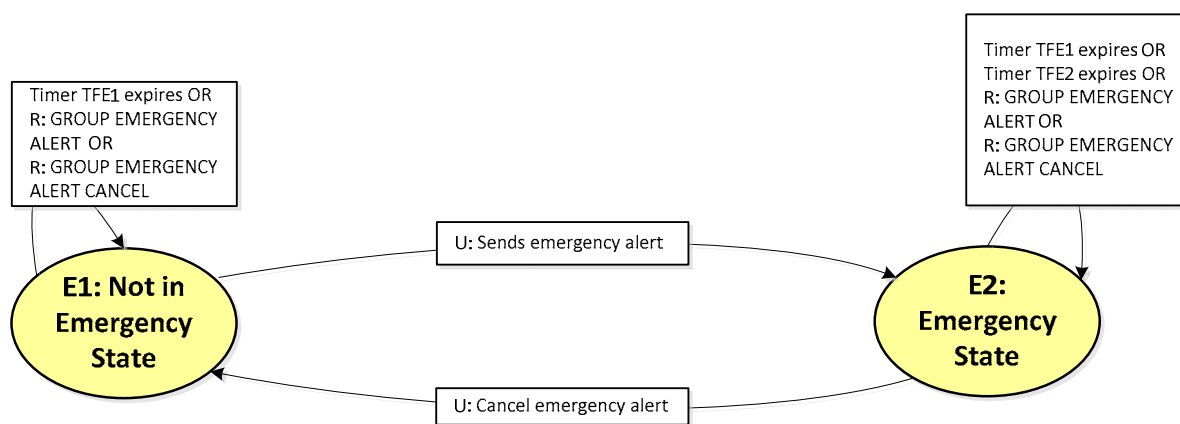 Timer TFE1 expires OR
R: GROUP EMERGENCY
ALERT OR
R: GROUP EMERGENCY
ALERT CANCEL
Timer TFE1 expires OR
Timer TFE2 expires OR
R: GROUP EMERGENCY
ALERT OR
R: GROUP EMERGENCY
ALERT CANCEL
U: Sends emergency alert
E1: Not in
Emergency
State
E2:
Emergency
State
U: Cancel emergency alert